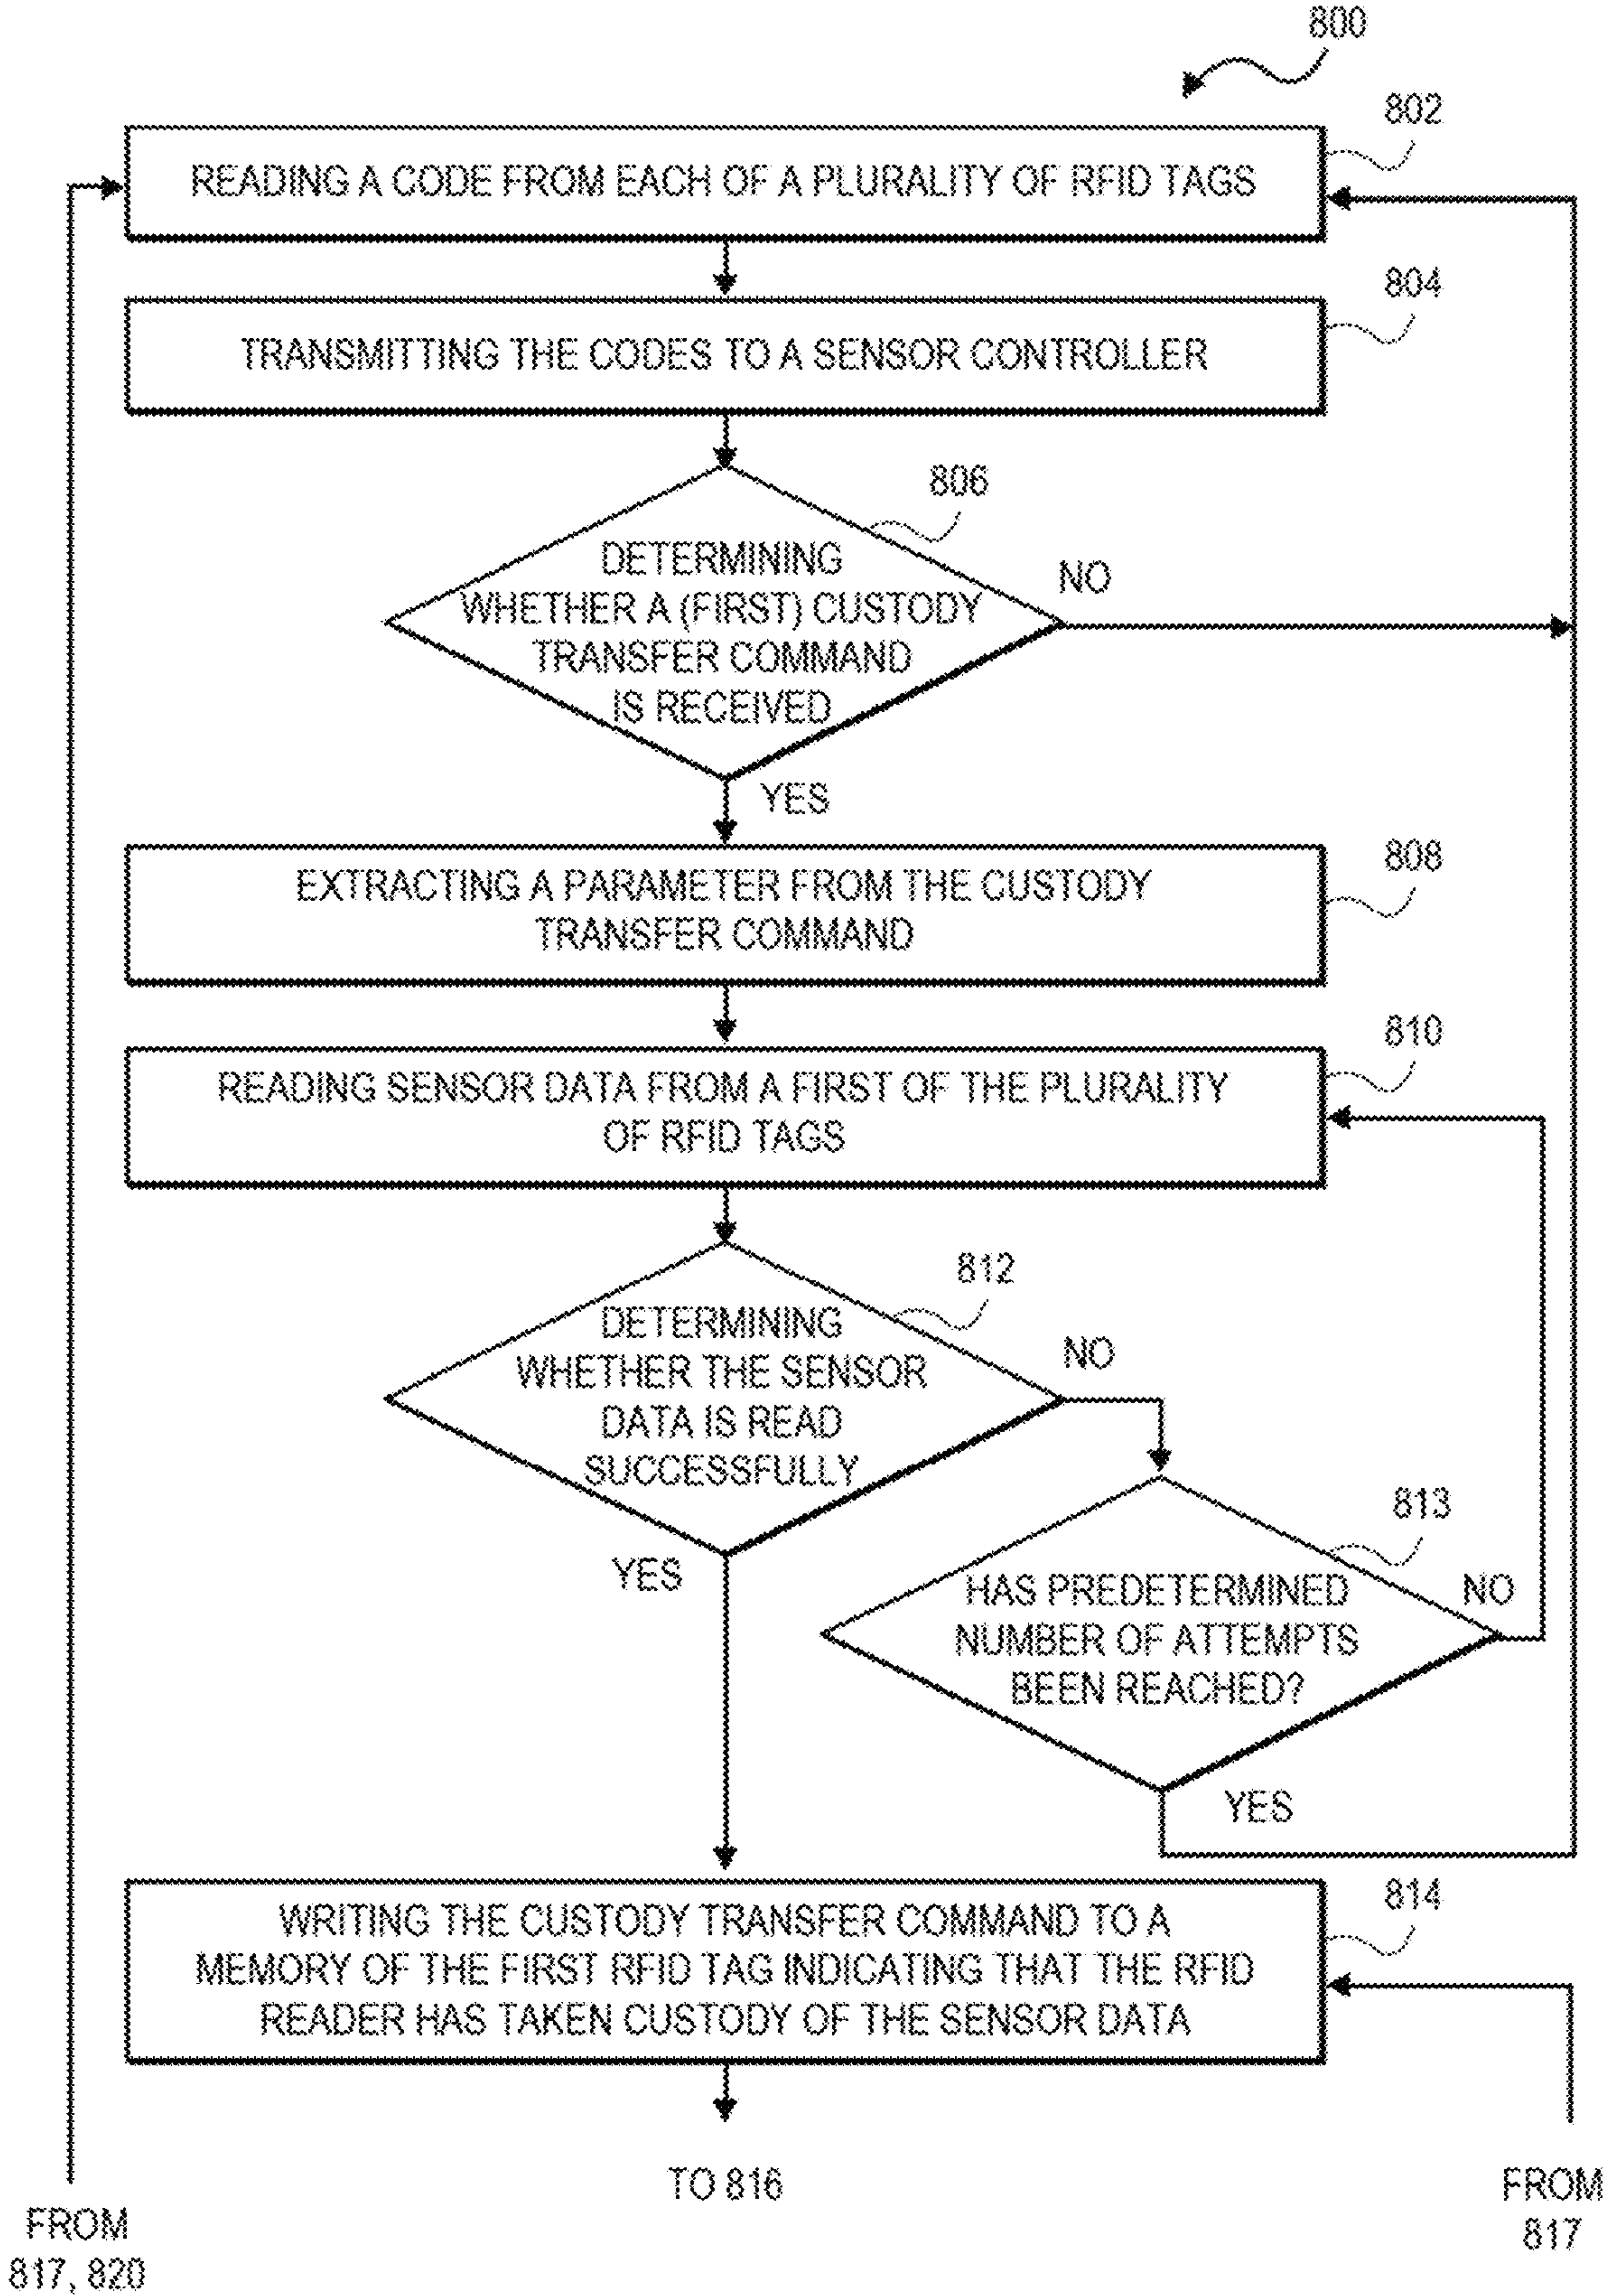 800
802
READING A CODE FROM EACH OF A PLURALITY OF RFID TAGS
804
TRANSMITTING THE CODES TO A SENSOR CONTROLLER
806
DETERMINING
WHETHER A (FIRST) CUSTODY
TRANSFER COMMAND
IS RECEIVED
NO
YES
808
EXTRACTING A PARAMETER FROM THE CUSTODY
TRANSFER COMMAND
810
READING SENSOR DATA FROM A FIRST OF THE PLURALITY
OF RFID TAGS
812
DETERMINING
WHETHER THE SENSOR
DATA IS READ
SUCCESSFULLY
NO
YES
813
HAS PREDETERMINED
NUMBER OF ATTEMPTS
BEEN REACHED?
NO
YES
814
WRITING THE CUSTODY TRANSFER COMMAND TO A
MEMORY OF THE FIRST RFID TAG INDICATING THAT THE RFID
READER HAS TAKEN CUSTODY OF THE SENSOR DATA
FROM
817, 820
TO 816
FROM
817